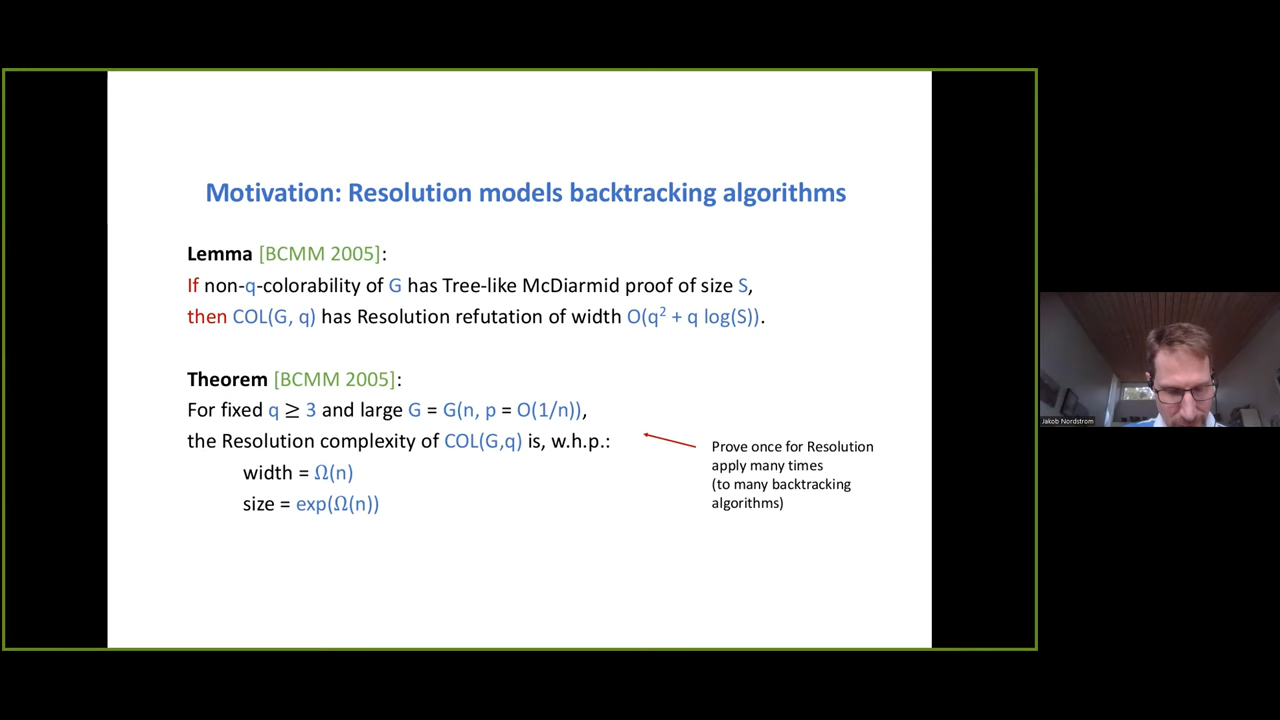 Motivation: Resolution models backtracking algorithms
Lemma [BCMM 2005]:
If non-q-colorability of G has Tree-like McDiarmid proof of size S,
then COL(G, q) has Resolution refutation of width O(q² + q log(S)).
Theorem [BCMM 2005]:
For fixed q ≥ 3 and large G = G(n, p = O(1/n)),
the Resolution complexity of COL(G,q) is, w.h.p.:
width = Ω(n)
size = exp(Ω(n))
Prove once for Resolution
apply many times
(to many backtracking
algorithms)
Jakob Nordstrom